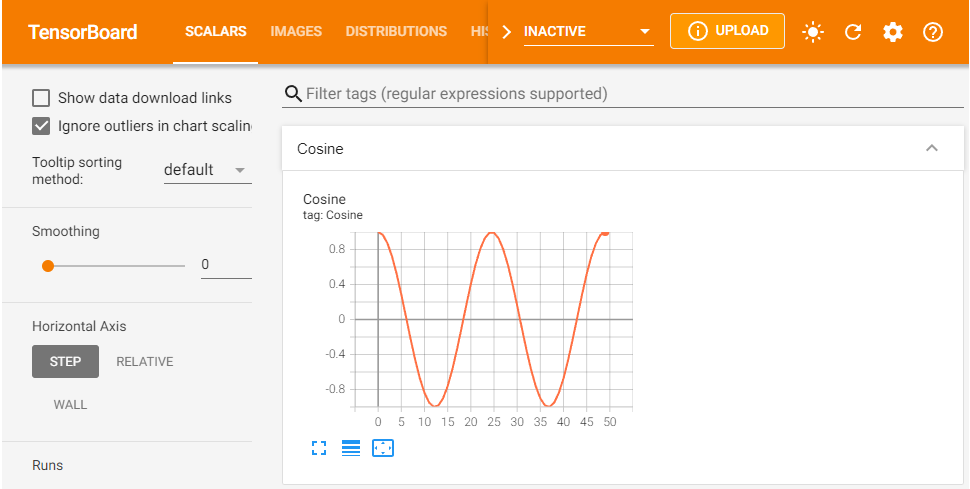 TensorBoard SCALARS IMAGES DISTRIBUTIONS INACTIVE UPLOAD
Show data download links
Ignore outliers in chart
Tooltip sorting
method:
default
Smoothing
0
Horizontal Axis
STEP RELATIVE
WALL
Runs
Filter tags (regular expressions supported)
Cosine
Cosine
tag: Cosine
0.8
0.4
0
-0.4
-0.8
0 5 10 15 20 25 30 35 40 45 50